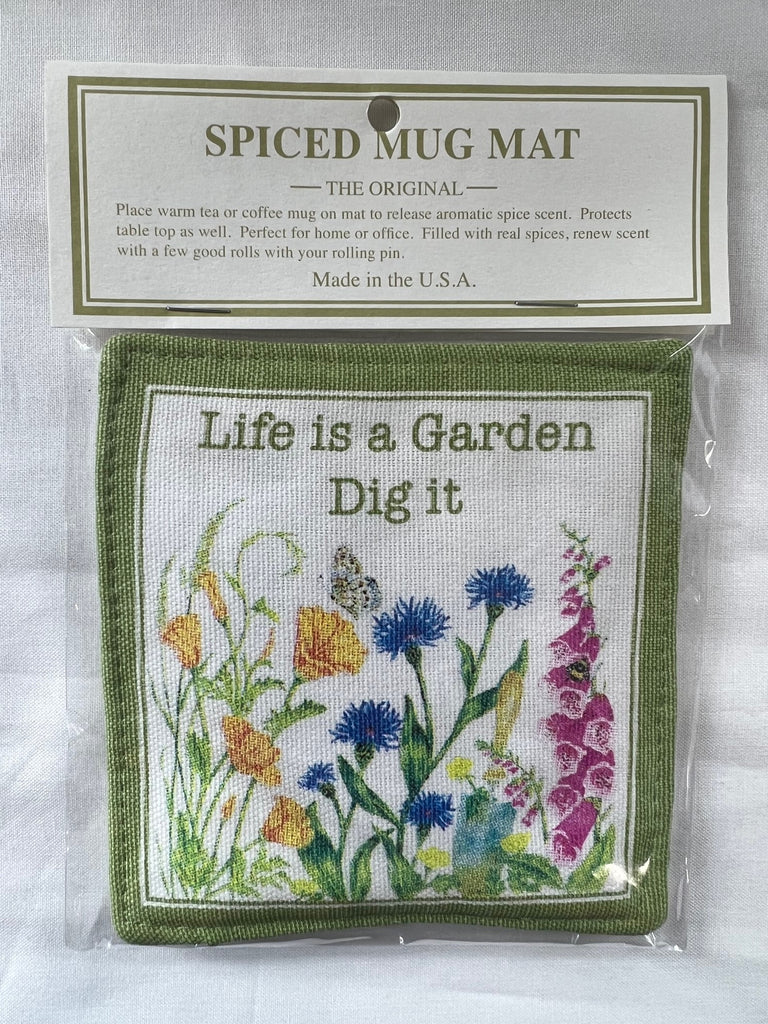 SPICED MUG MAT
THE ORIGINAL
Place warm tea or coffee mug on mat to release aromatic spice scent. Protects
table top as well. Perfect for home or office. Filled with real spices, renew scent
with a few good rolls with your rolling pin.
Made in the U.S.A.
Life is a Garden
Dig it